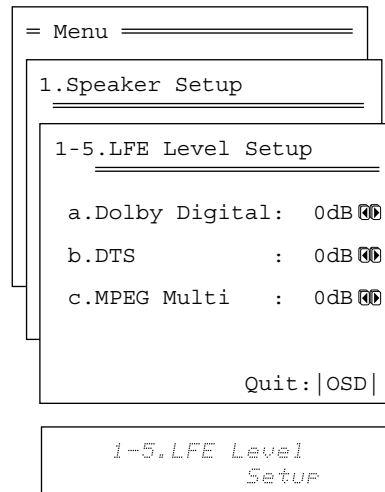 Menu
1.Speaker Setup
1-5.LFE Level Setup
a.Dolby Digital: 0dB
b.DTS : 0dB
c.MPEG Multi : 0dB
Quit:|OSD|
1-5.LFE Level
Setup